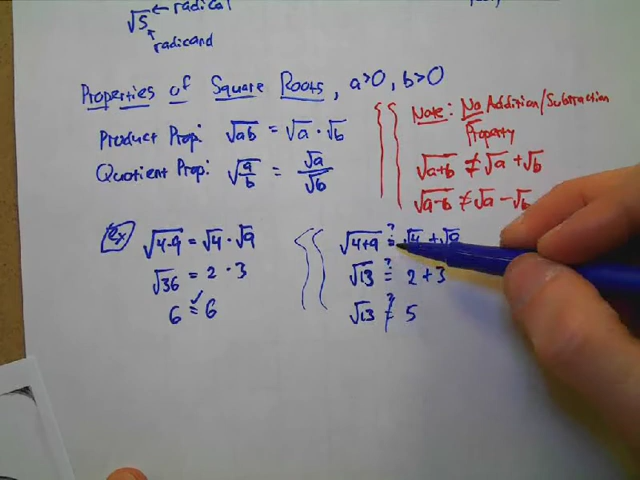 ← radical
√5
radicand
Properties of Square Roots, a>0, b>0
Product Prop: √ab = √a · √b
Quotient Prop: √a/b = √a/√b
Note: No Addition/Subtraction
Property
√a+b ≠ √a + √b
√a-b ≠ √a - √b
Ex √4·9 = √4 · √9
√36 = 2 · 3
6 = 6 ✓
√4+9 ?= √4 + √9
√13 ?= 2 + 3
√13 ≠? 5